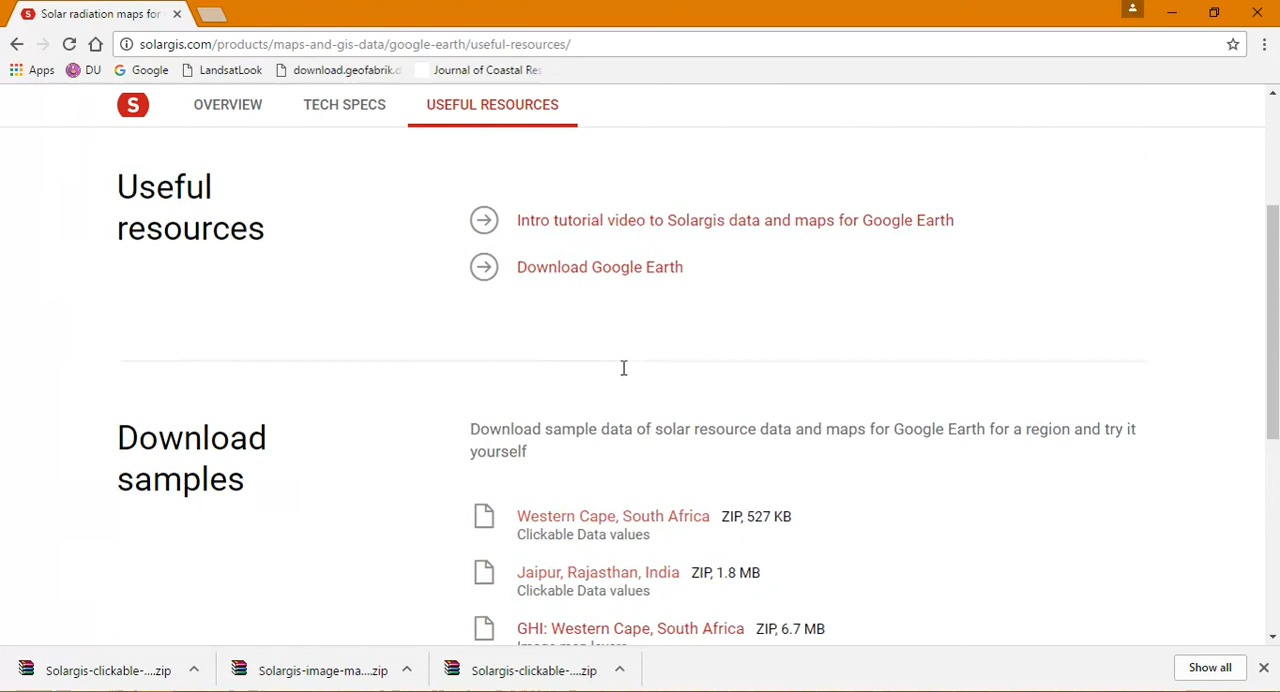 Solar radiation maps for
solargis.com/products/maps-and-gis-data/google-earth/useful-resources/
Apps DU Google LandsatLook download.geofabrik.d Journal of Coastal Res
S OVERVIEW TECH SPECS USEFUL RESOURCES
Useful
resources
Intro tutorial video to Solargis data and maps for Google Earth
Download Google Earth
Download
samples
Download sample data of solar resource data and maps for Google Earth for a region and try it
yourself
Western Cape, South Africa ZIP, 527 KB
Clickable Data values
Jaipur, Rajasthan, India ZIP, 1.8 MB
Clickable Data values
GHI: Western Cape, South Africa ZIP, 6.7 MB
Image map layers
Solargis-clickable-....zip Solargis-image-ma....zip Solargis-clickable-....zip Show all